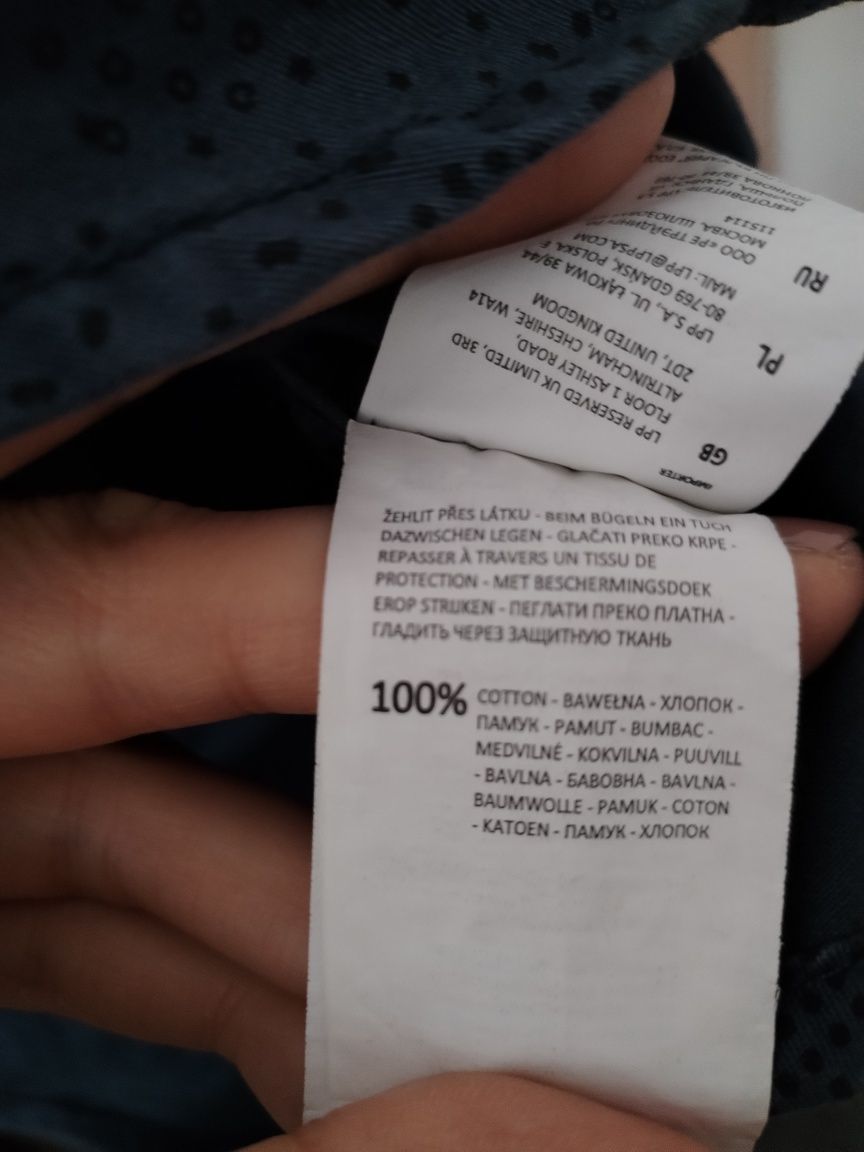 ŽEHLIT PŘES LÁTKU - BEIM BÜGELN EIN TUCH
DAZWISCHEN LEGEN - GLAČATI PREKO KRPE -
REPASSER À TRAVERS UN TISSU DE
PROTECTION - MET BESCHERMINGSDOEK
EROP STRIJKEN - ПЕГЛАТИ ПРЕКО ПЛАТНА -
ГЛАДИТЬ ЧЕРЕЗ ЗАЩИТНУЮ ТКАНЬ
100% COTTON - BAWEŁNA - ХЛОПОК -
ПАМУК - PAMUT - BUMBAC -
MEDVILNĖ - KOKVILNA - PUUVILL
- BAVLNA - БАВОВНА - BAVLNA -
BAUMWOLLE - PAMUK - COTON
- KATOEN - ПАМУК - ХЛОПОК
IMPORTER
GB
LPP RESERVED UK LIMITED, 3RD
FLOOR 1 ASHLEY ROAD,
ALTRINCHAM, CHESHIRE, WA14
2DT, UNITED KINGDOM
PL
LPP S.A., UL. ŁĄKOWA 39/44
80-769 GDAŃSK, POLSKA,
MAIL: LPP@LPPSA.COM
RU
ООО «РЕ ТРЕЙДИНГ»
МОСКВА,
115114
ИЗГОТОВИТЕЛЬ
ПОЛЬША,
39/44